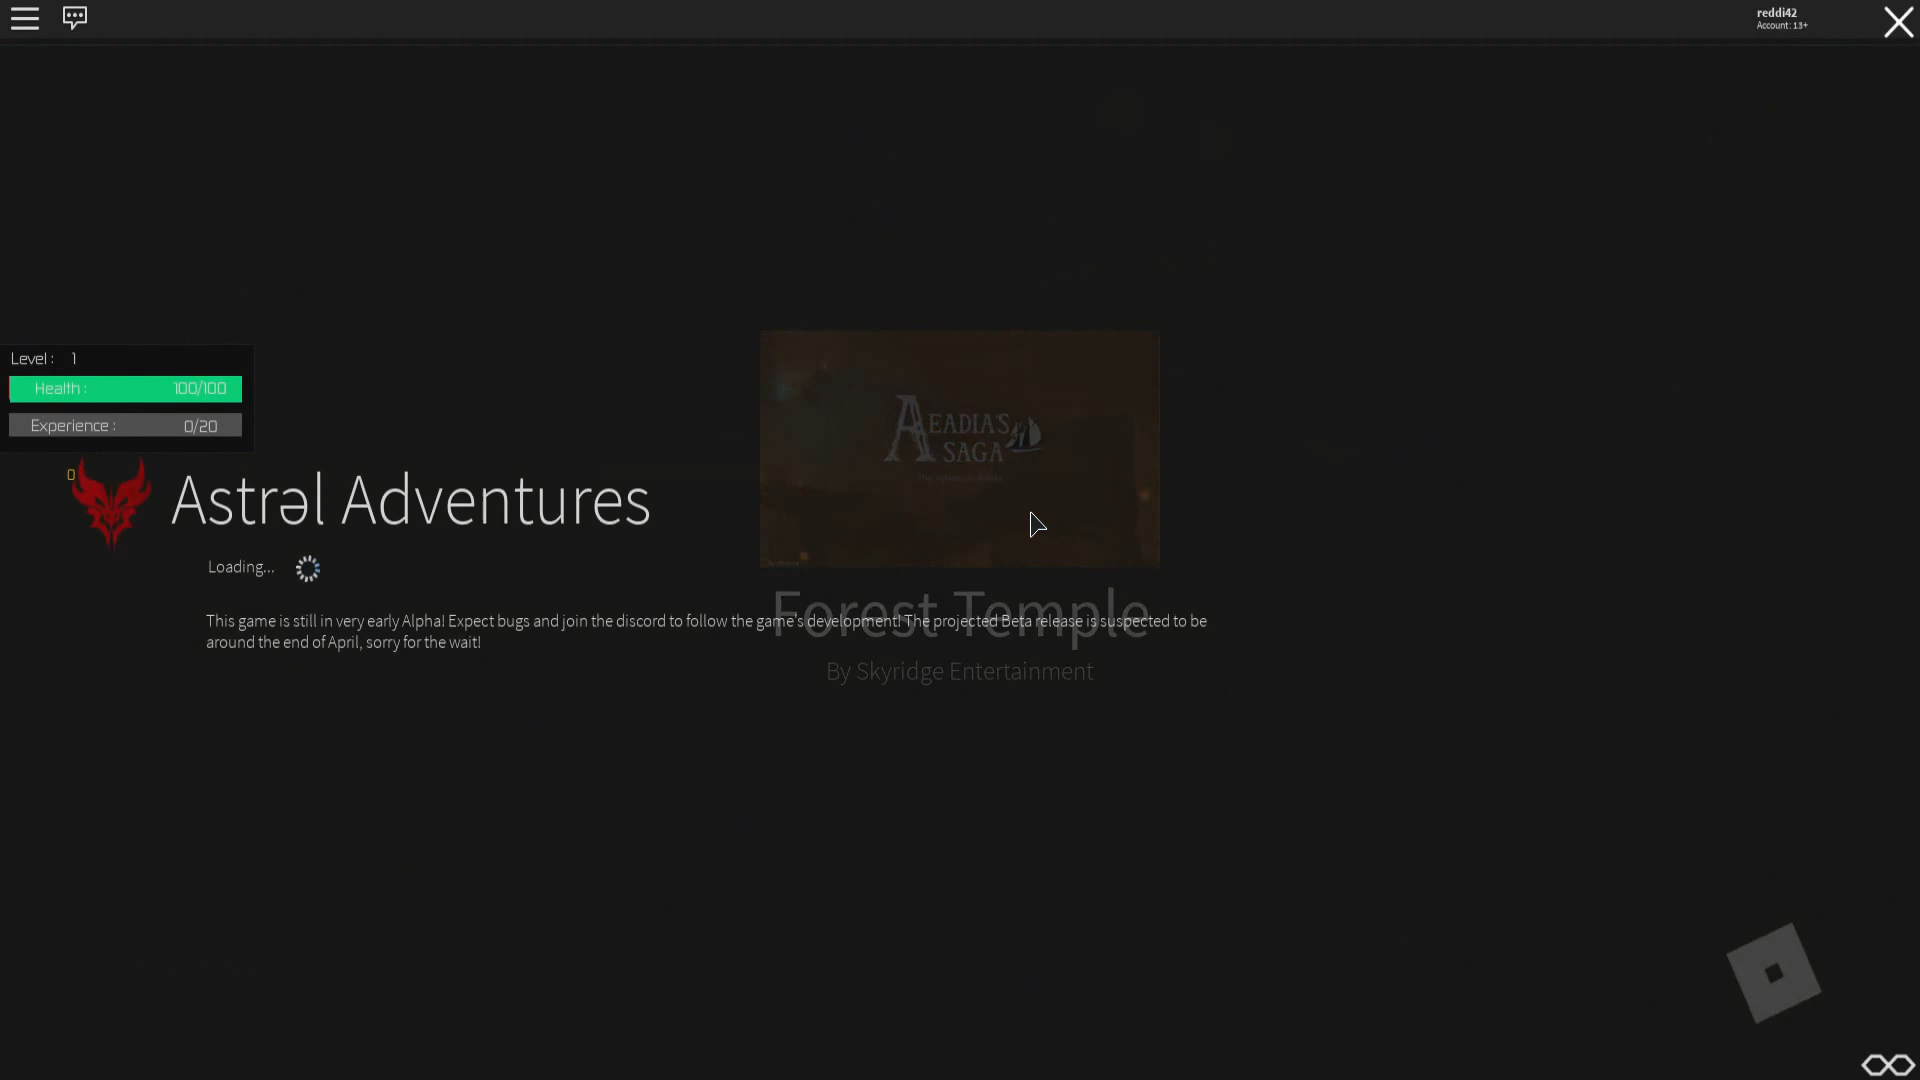 reddi42
Account: 13+
Level : 1
Health : 100/100
Experience : 0/20
0
Astrəl Adventures
AEADIA'S
SAGA
Loading...
Forest Temple
This game is still in very early Alpha! Expect bugs and join the discord to follow the game's development! The projected Beta release is suspected to be
around the end of April, sorry for the wait!
By Skyridge Entertainment